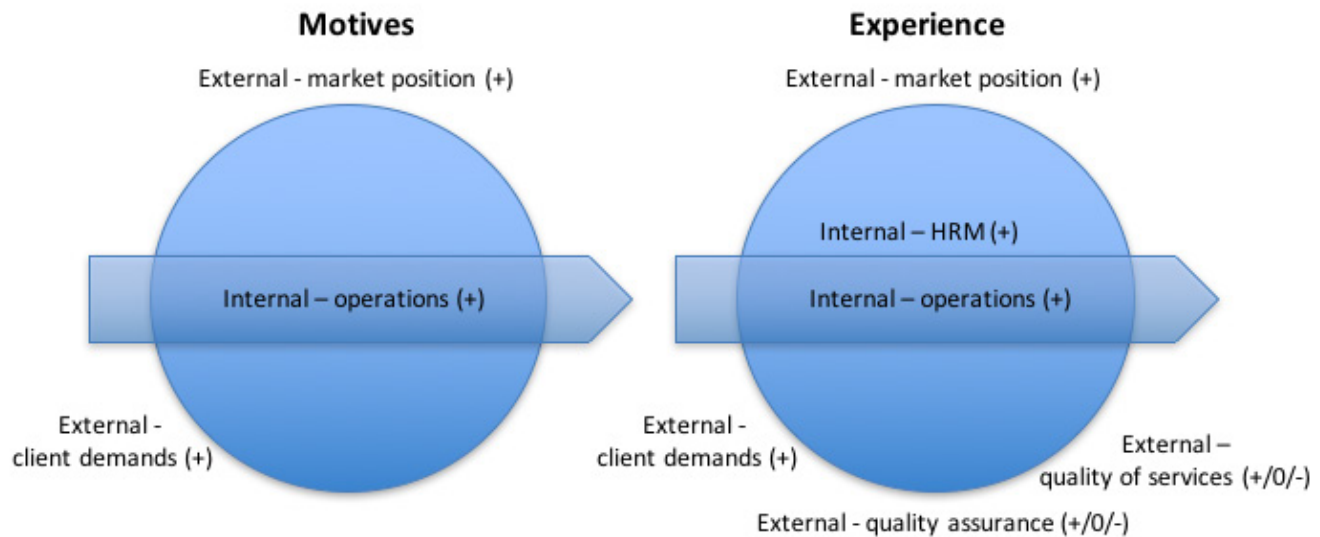 Motives
External - market position (+)
Internal – operations (+)
External -
client demands (+)
Experience
External - market position (+)
Internal – HRM (+)
Internal – operations (+)
External -
client demands (+)
External –
quality of services (+/0/-)
External - quality assurance (+/0/-)